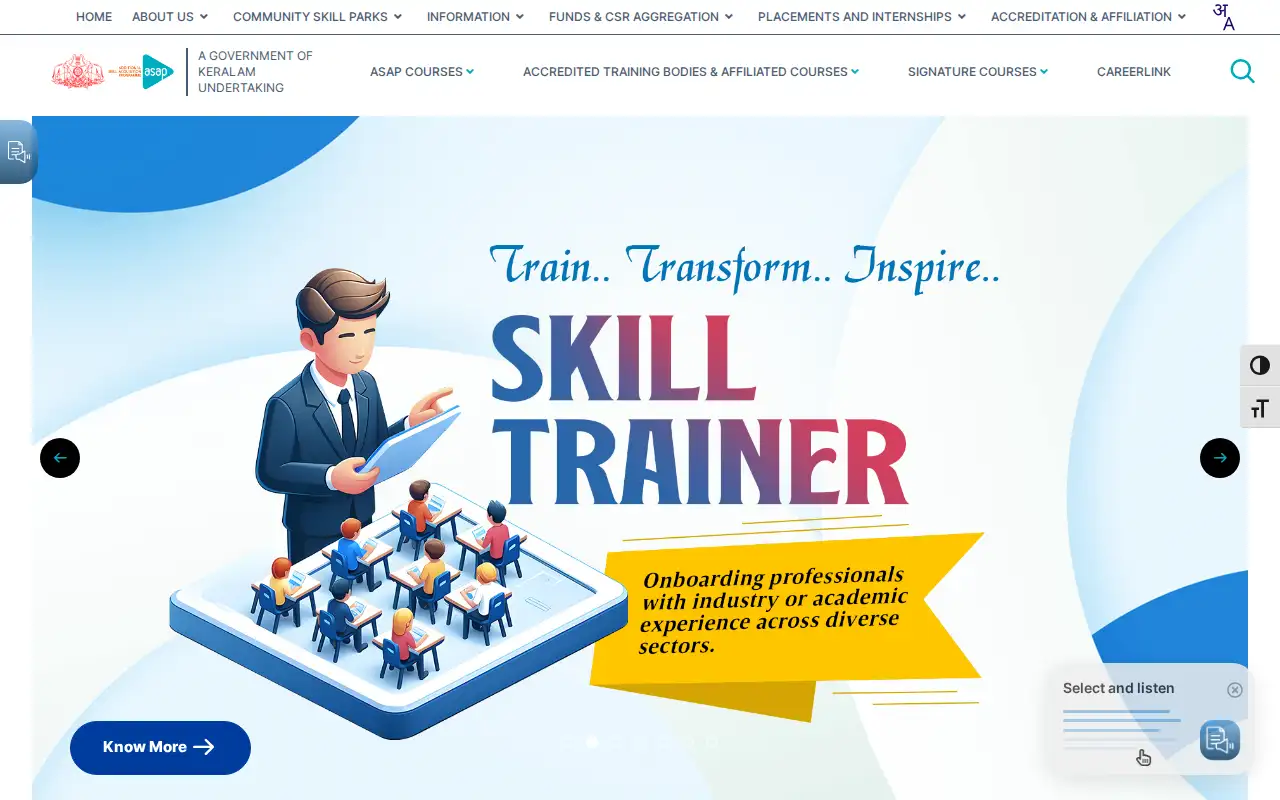 HOME ABOUT US COMMUNITY SKILL PARKS INFORMATION FUNDS & CSR AGGREGATION PLACEMENTS AND INTERNSHIPS ACCREDITATION & AFFILIATION अ A
asap
A GOVERNMENT OF
KERALAM
UNDERTAKING
ASAP COURSES ACCREDITED TRAINING BODIES & AFFILIATED COURSES SIGNATURE COURSES CAREERLINK
Train.. Transform.. Inspire..
SKILL
TRAINER
Onboarding professionals
with industry or academic
experience across diverse
sectors.
Know More
Select and listen